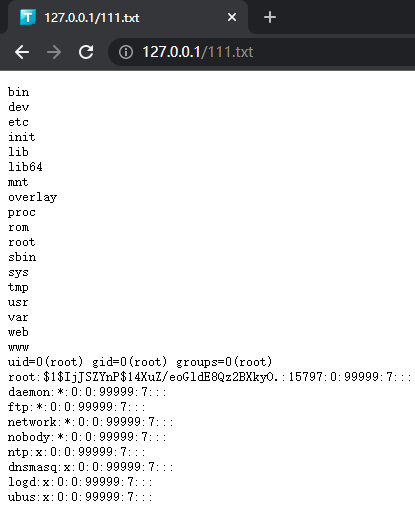 127.0.0.1/111.txt
127.0.0.1/111.txt
bin
dev
etc
init
lib
lib64
mnt
overlay
proc
rom
root
sbin
sys
tmp
usr
var
web
www
uid=0(root) gid=0(root) groups=0(root)
root:$1$IjJSZYnP$14XuZ/eoGldE8Qz2BXkyO.:15797:0:99999:7:::
daemon:*:0:0:99999:7:::
ftp:*:0:0:99999:7:::
network:*:0:0:99999:7:::
nobody:*:0:0:99999:7:::
ntp:x:0:0:99999:7:::
dnsmasq:x:0:0:99999:7:::
logd:x:0:0:99999:7:::
ubus:x:0:0:99999:7:::